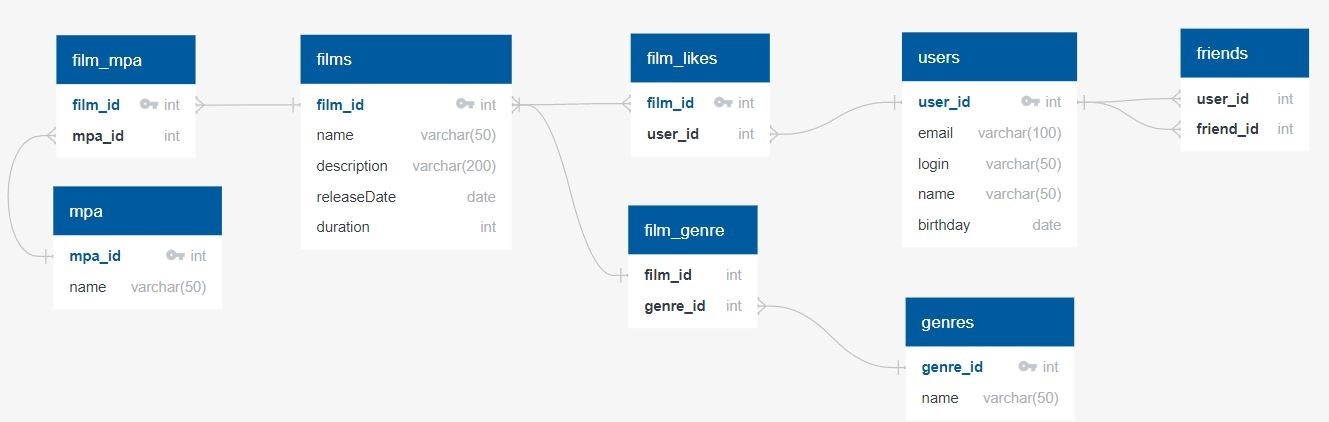 film_mpa
film_id int
mpa_id int
mpa
mpa_id int
name varchar(50)
films
film_id int
name varchar(50)
description varchar(200)
releaseDate date
duration int
film_likes
film_id int
user_id int
film_genre
film_id int
genre_id int
users
user_id int
email varchar(100)
login varchar(50)
name varchar(50)
birthday date
genres
genre_id int
name varchar(50)
friends
user_id int
friend_id int